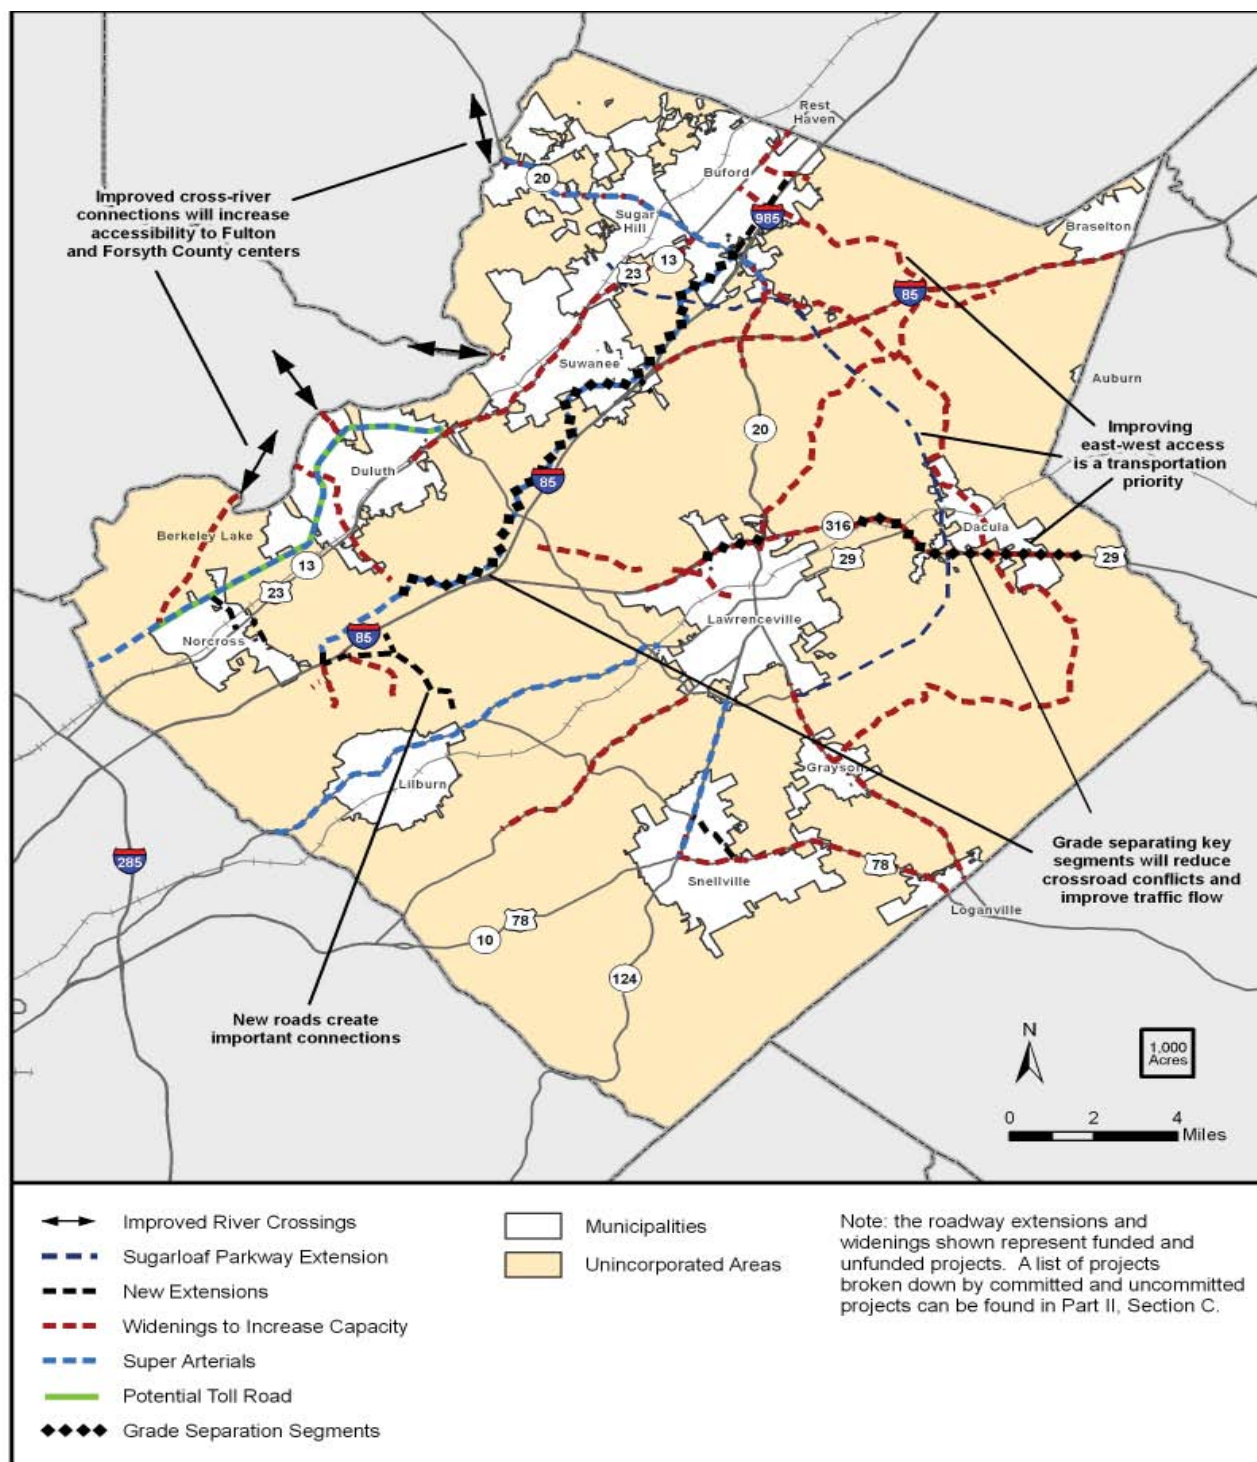 Rest
Haven
Buford
20
Improved cross-river
connections will increase
accessibility to Fulton
and Forsyth County centers
Sugar
Hill
985
Braselton
13
23
85
Suwanee
Auburn
20
Improving
east-west access
is a transportation
priority
Duluth
85
Berkeley Lake
316
Dacula
29
29
13
23
Norcross
85
Lawrenceville
Grayson
Lilburn
285
Grade separating key
segments will reduce
crossroad conflicts and
improve traffic flow
78
Snellville
Loganville
78
10
124
New roads create
important connections
N
1,000
Acres
0 2 4
Miles
Improved River Crossings
Sugarloaf Parkway Extension
New Extensions
Widenings to Increase Capacity
Super Arterials
Potential Toll Road
Grade Separation Segments
Municipalities
Unincorporated Areas
Note: the roadway extensions and
widenings shown represent funded and
unfunded projects. A list of projects
broken down by committed and uncommitted
projects can be found in Part II, Section C.